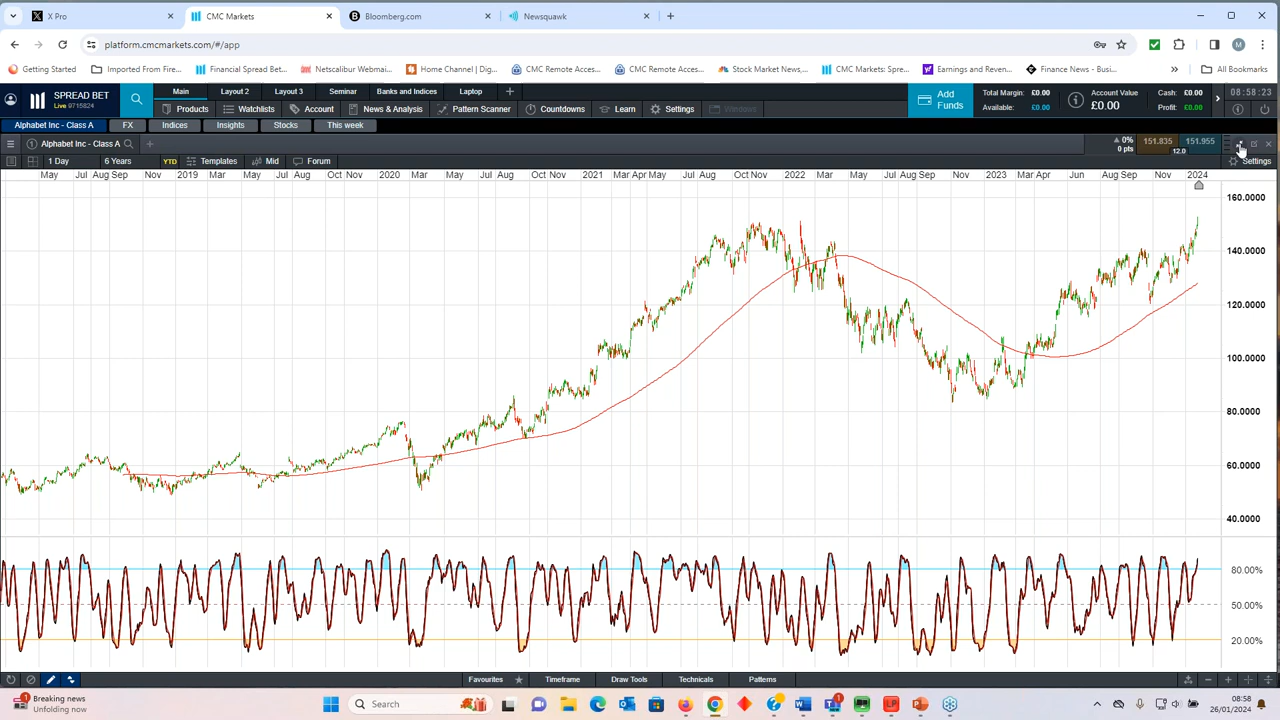 X Pro
CMC Markets
Bloomberg.com
Newsquawk
platform.cmcmarkets.com/#/app
Getting Started
Imported From Fire...
Financial Spread Bet...
Netscalibur Webmai...
Home Channel | Dig...
CMC Remote Acces...
CMC Remote Acces...
Stock Market News,...
CMC Markets: Spre...
Earnings and Reven...
Finance News - Busi...
All Bookmarks
SPREAD BET
Live 9715824
Main
Layout 2
Layout 3
Seminar
Banks and Indices
Laptop
Products
Watchlists
Account
News & Analysis
Pattern Scanner
Countdowns
Learn
Settings
Windows
Add Funds
Total Margin: £0.00
Available: £0.00
Account Value
£0.00
Cash: £0.00
Profit: £0.00
08:58:23
Alphabet Inc - Class A
FX
Indices
Insights
Stocks
This week
1 Alphabet Inc - Class A
0%
0 pts
151.835
151.955
12.0
1 Day
6 Years
YTD
Templates
Mid
Forum
Settings
May Jul Aug Nov 2019 Mar May Jul Aug Oct Nov 2020 Mar May Jul Aug Oct Nov 2021 Mar Apr May Jul Aug Oct Nov 2022 Mar May Jul Aug Sep Nov 2023 Mar Apr Jun Aug Sep Nov 2024
160.0000
140.0000
120.0000
100.0000
80.0000
60.0000
40.0000
80.00%
50.00%
20.00%
Favourites
Timeframe
Draw Tools
Technicals
Patterns
Breaking news
Unfolding now
Search
08:58
26/01/2024